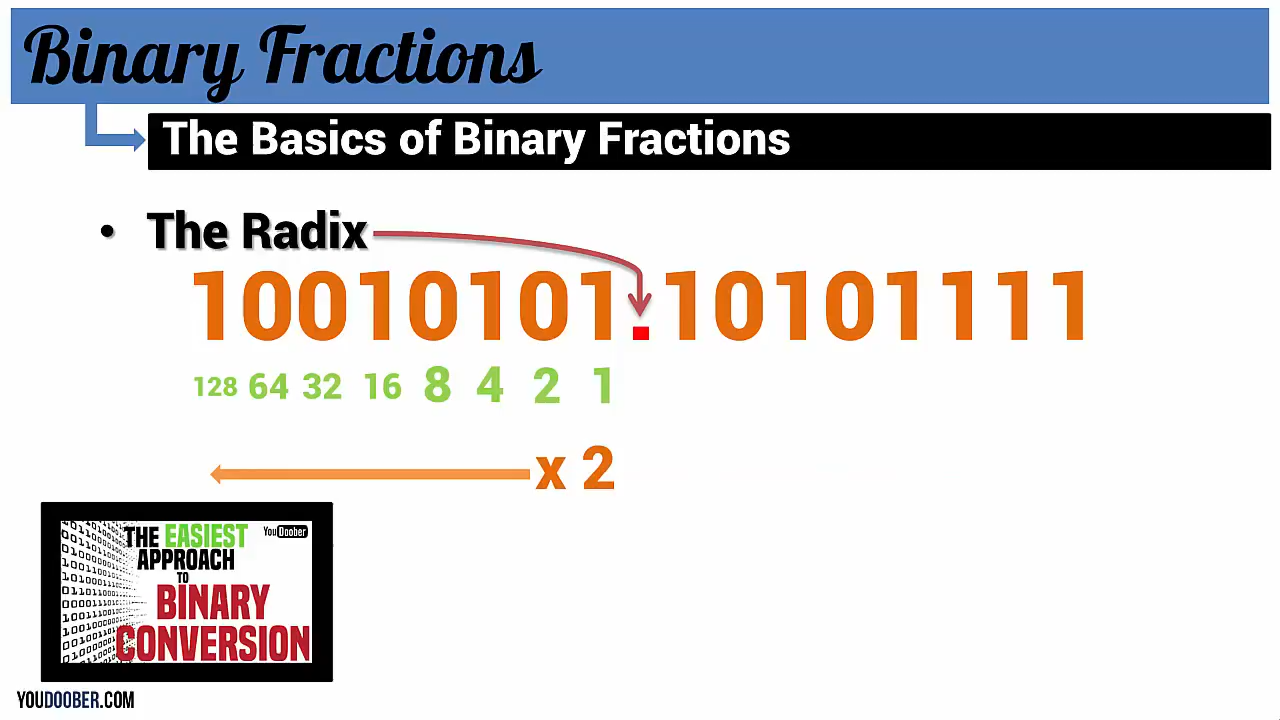 Binary Fractions
The Basics of Binary Fractions
• The Radix
10010101.10101111
128 64 32 16 8 4 2 1
x 2
THE EASIEST
YouDoober
APPROACH
TO
BINARY
CONVERSION
YOUDOOBER.COM